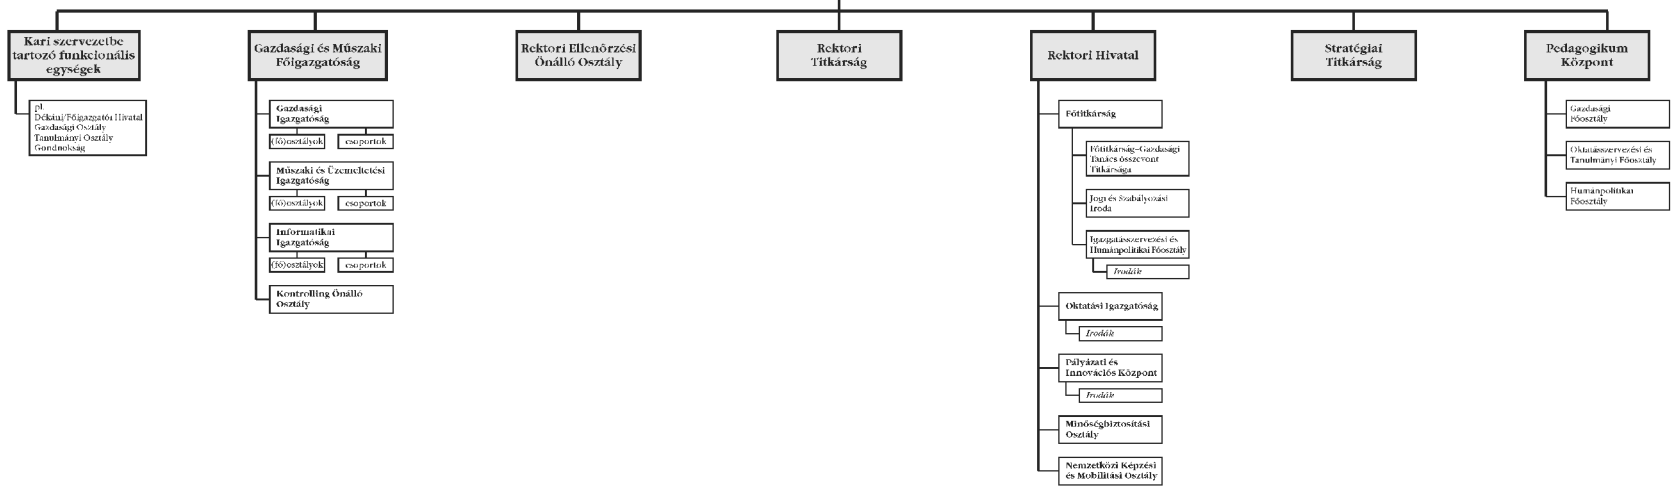 Kari szervezetbe
tartozó funkcionális
egységek
pl.
Dékáni/Főigazgatói Hivatal
Gazdasági Osztály
Tanulmányi Osztály
Gondnokság
Gazdasági és Műszaki
Főigazgatóság
Gazdasági
Igazgatóság
(fő)osztályok
csoportok
Műszaki és Üzemeltetési
Igazgatóság
(fő)osztályok
csoportok
Informatikai
Igazgatóság
(fő)osztályok
csoportok
Kontrolling Önálló
Osztály
Rektori Ellenőrzési
Önálló Osztály
Rektori
Titkárság
Rektori Hivatal
Főtitkárság
Főtitkárság–Gazdasági
Tanács összevont
Titkársága
Jogi és Szabályozási
Iroda
Igazgatásszervezési és
Humánpolitikai Főosztály
Irodák
Oktatási Igazgatóság
Irodák
Pályázati és
Innovációs Központ
Irodák
Minőségbiztosítási
Osztály
Nemzetközi Képzési
és Mobilitási Osztály
Stratégiai
Titkárság
Pedagogikum
Központ
Gazdasági
Főosztály
Oktatásszervezési és
Tanulmányi Főosztály
Humánpolitikai
Főosztály